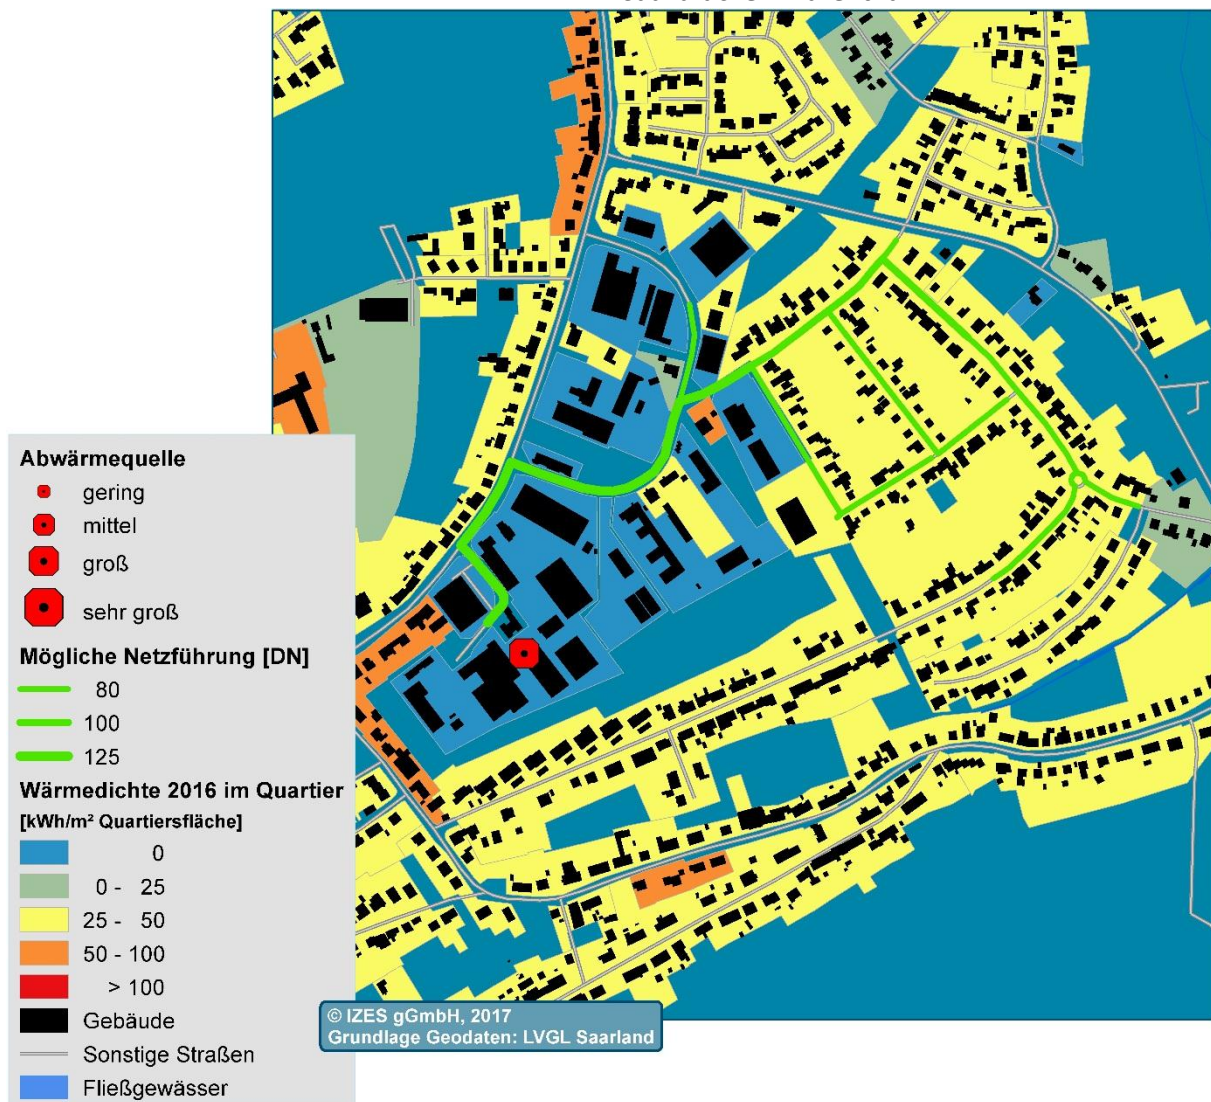 Abwärmequelle
gering
mittel
groß
sehr groß
Mögliche Netzführung [DN]
80
100
125
Wärmedichte 2016 im Quartier
[kWh/m² Quartiersfläche]
0
0 - 25
25 - 50
50 - 100
> 100
Gebäude
Sonstige Straßen
Fließgewässer
© IZES gGmbH, 2017
Grundlage Geodaten: LVGL Saarland